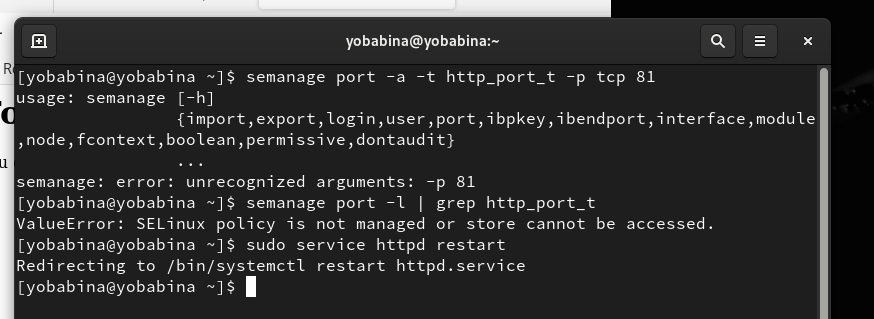 yobabina@yobabina:~
[yobabina@yobabina ~]$ semanage port -a -t http_port_t -p tcp 81
usage: semanage [-h]
{import,export,login,user,port,ibpkey,ibendport,interface,module
,node,fcontext,boolean,permissive,dontaudit}
...
semanage: error: unrecognized arguments: -p 81
[yobabina@yobabina ~]$ semanage port -l | grep http_port_t
ValueError: SELinux policy is not managed or store cannot be accessed.
[yobabina@yobabina ~]$ sudo service httpd restart
Redirecting to /bin/systemctl restart httpd.service
[yobabina@yobabina ~]$